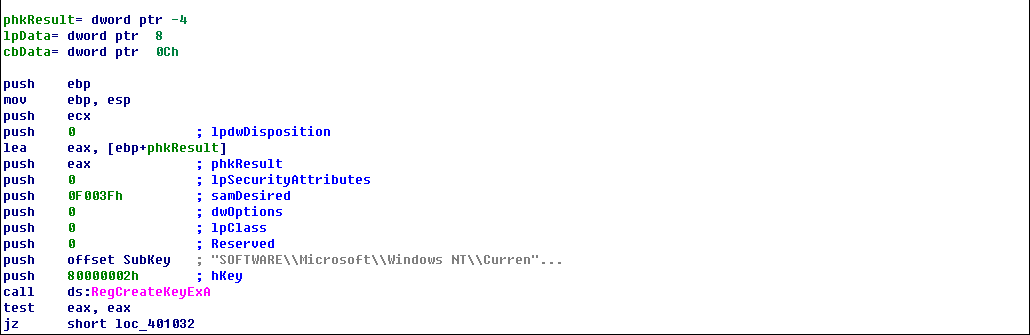 phkResult= dword ptr -4
lpData= dword ptr  8
cbData= dword ptr  0Ch
push    ebp
mov     ebp, esp
push    ecx
push    0               ; lpdwDisposition
lea     eax, [ebp+phkResult]
push    eax             ; phkResult
push    0               ; lpSecurityAttributes
push    0F003Fh         ; samDesired
push    0               ; dwOptions
push    0               ; lpClass
push    0               ; Reserved
push    offset SubKey   ; "SOFTWARE\\Microsoft\\Windows NT\\Curren"...
push    80000002h       ; hKey
call    ds:RegCreateKeyExA
test    eax, eax
jz      short loc_401032